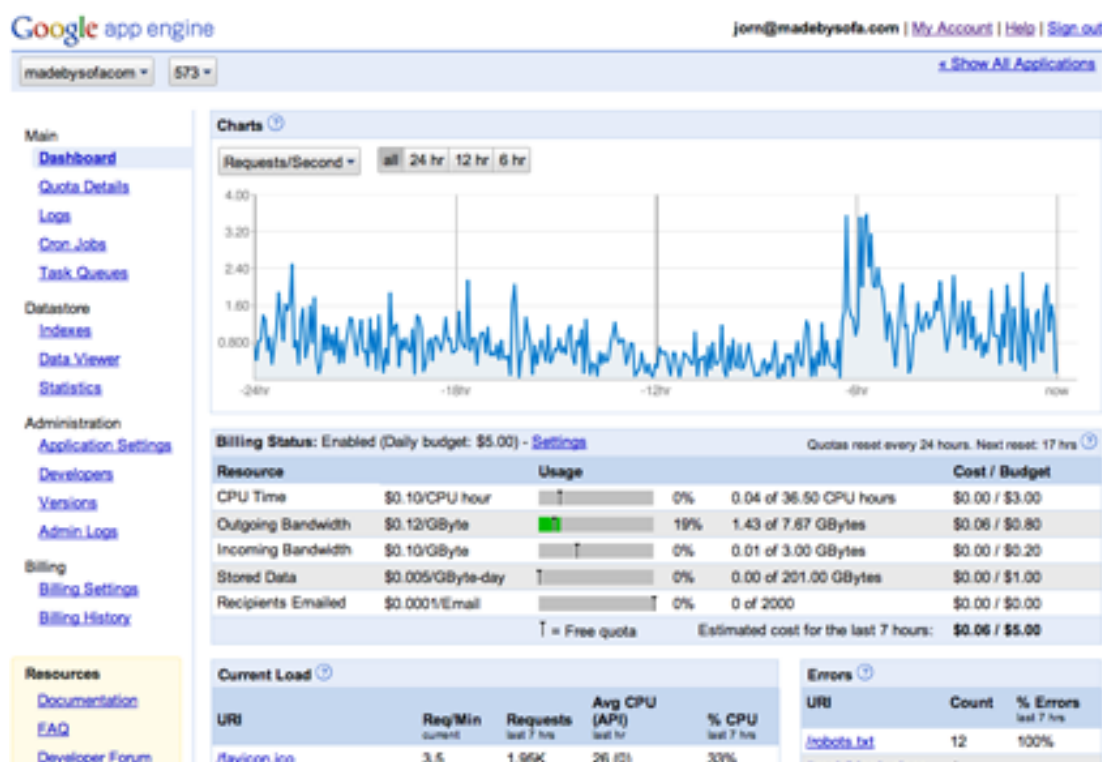 Google app engine
jorn@madebysofa.com | My Account | Help | Sign out
madebysofacom 573
« Show All Applications
Main
Dashboard
Quota Details
Logs
Cron Jobs
Task Queues
Datastore
Indexes
Data Viewer
Statistics
Administration
Application Settings
Developers
Versions
Admin Logs
Billing
Billing Settings
Billing History
Resources
Documentation
FAQ
Developer Forum
Charts ?
Requests/Second all 24 hr 12 hr 6 hr
4.00
3.20
2.40
1.60
0.800
-24hr -18hr -12hr -6hr now
Billing Status: Enabled (Daily budget: $5.00) - Settings Quotas reset every 24 hours. Next reset: 17 hrs ?
Resource Usage Cost / Budget
CPU Time $0.10/CPU hour 0% 0.04 of 36.50 CPU hours $0.00 / $3.00
Outgoing Bandwidth $0.12/GByte 19% 1.43 of 7.67 GBytes $0.06 / $0.80
Incoming Bandwidth $0.10/GByte 0% 0.01 of 3.00 GBytes $0.00 / $0.20
Stored Data $0.005/GByte-day 0% 0.00 of 201.00 GBytes $0.00 / $1.00
Recipients Emailed $0.0001/Email 0% 0 of 2000 $0.00 / $0.00
= Free quota Estimated cost for the last 7 hours: $0.06 / $5.00
Current Load ?
URI Req/Min current Requests last 7 hrs Avg CPU (API) last hr % CPU last 7 hrs
/favicon.ico 3.5 1.95K 26 (0) 33%
Errors ?
URI Count % Errors last 7 hrs
/robots.txt 12 100%